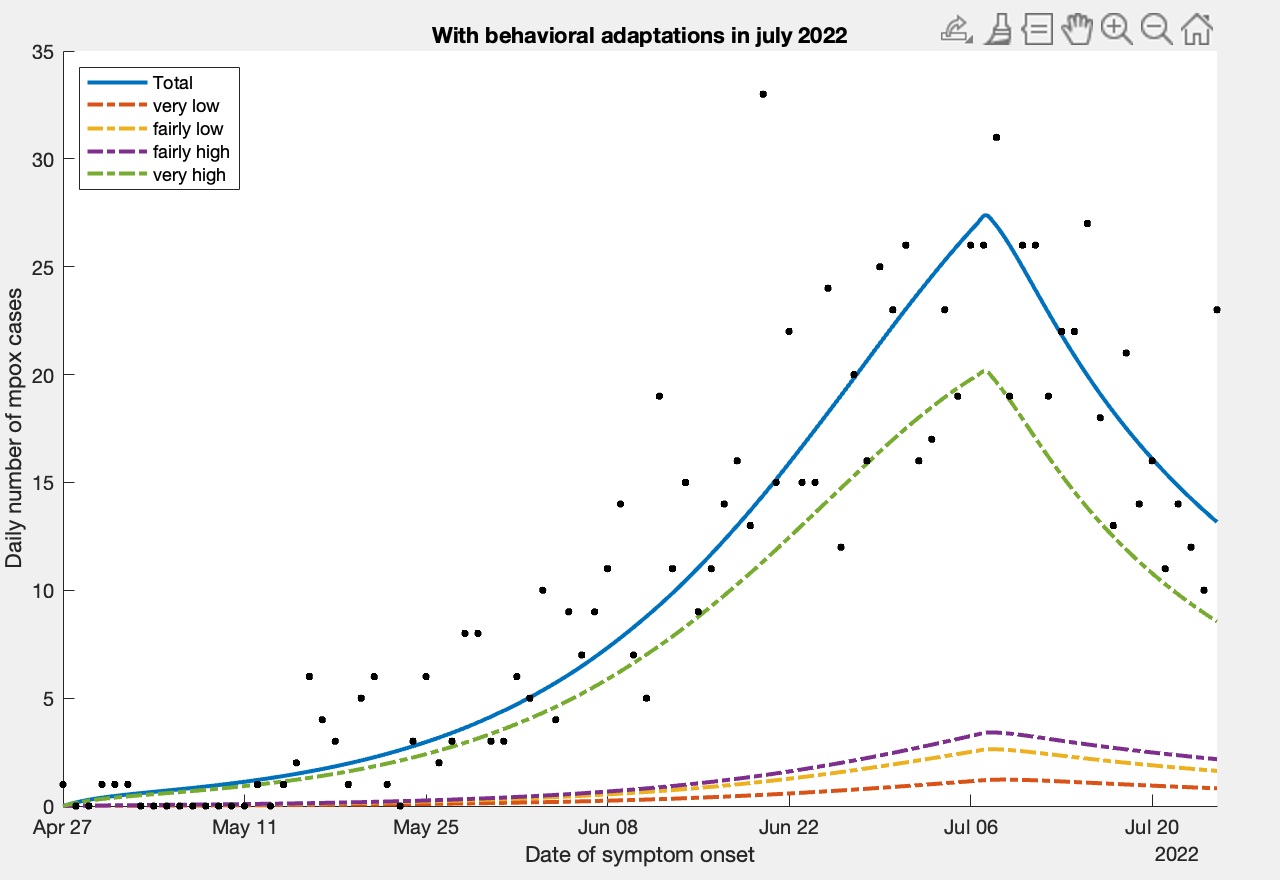 With behavioral adaptations in july 2022
35
30
25
20
15
10
5
0
Total
very low
fairly low
fairly high
very high
Daily number of mpox cases
Apr 27 May 11 May 25 Jun 08 Jun 22 Jul 06 Jul 20
Date of symptom onset
2022